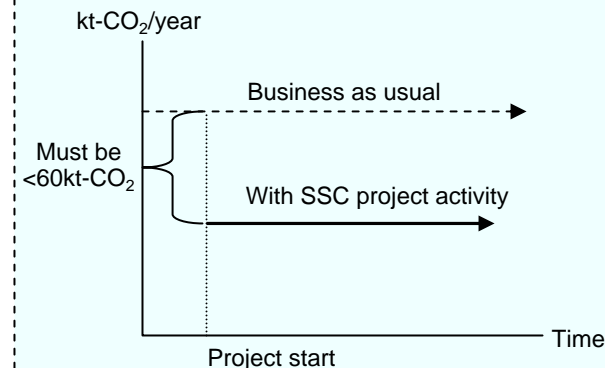 kt-CO₂/year
Business as usual
Must be
<60kt-CO₂
With SSC project activity
Time
Project start